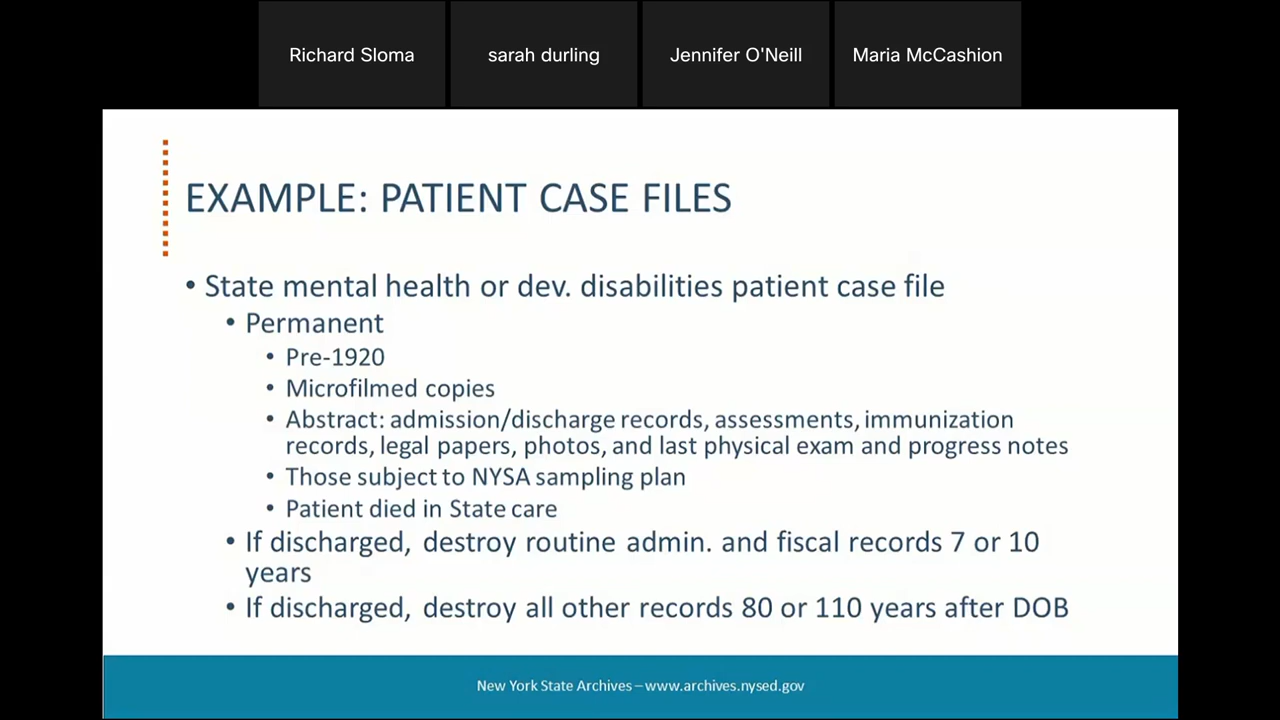 Richard Sloma
sarah durling
Jennifer O'Neill
Maria McCashion
EXAMPLE: PATIENT CASE FILES
• State mental health or dev. disabilities patient case file
• Permanent
• Pre-1920
• Microfilmed copies
• Abstract: admission/discharge records, assessments, immunization
records, legal papers, photos, and last physical exam and progress notes
• Those subject to NYSA sampling plan
• Patient died in State care
• If discharged, destroy routine admin. and fiscal records 7 or 10
years
• If discharged, destroy all other records 80 or 110 years after DOB
New York State Archives – www.archives.nysed.gov